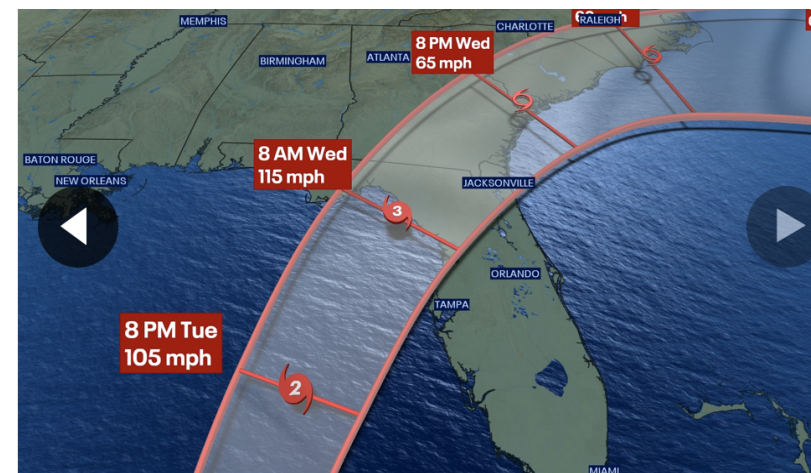 MEMPHIS
CHARLOTTE
RALEIGH
8 PM Wed
65 mph
ATLANTA
BIRMINGHAM
8 AM Wed
115 mph
BATON ROUGE
NEW ORLEANS
JACKSONVILLE
3
ORLANDO
TAMPA
8 PM Tue
105 mph
2
MIAMI